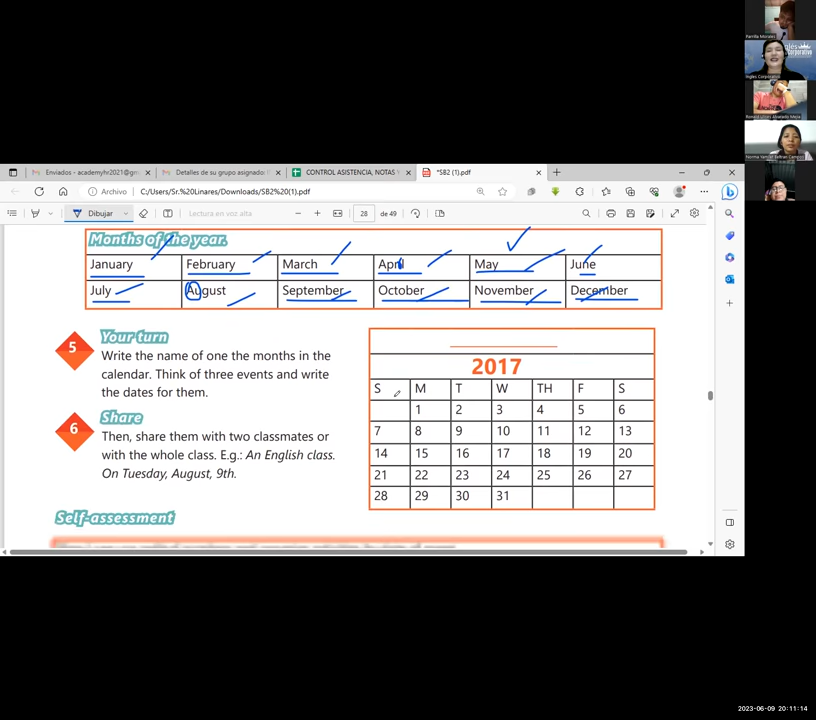 Parrilla Morales
Inglés Corporativo
Norma Yamileth Beltran Campos
Enviados - academyhr2021@gm
Detalles de su grupo asignado:
CONTROL ASISTENCIA, NOTAS
*SB2 (1).pdf
Archivo
C:/Users/Sr.%20Linares/Downloads/SB2%20(1).pdf
Dibujar
Lectura en voz alta
28
de 49
Months of the year.
January February March April May June
July August September October November December
5
Your turn
Write the name of one the months in the
calendar. Think of three events and write
the dates for them.
6
Share
Then, share them with two classmates or
with the whole class. E.g.: An English class.
On Tuesday, August, 9th.
2017
S M T W TH F S
1 2 3 4 5 6
7 8 9 10 11 12 13
14 15 16 17 18 19 20
21 22 23 24 25 26 27
28 29 30 31
Self-assessment
2023-06-09 20:11:14